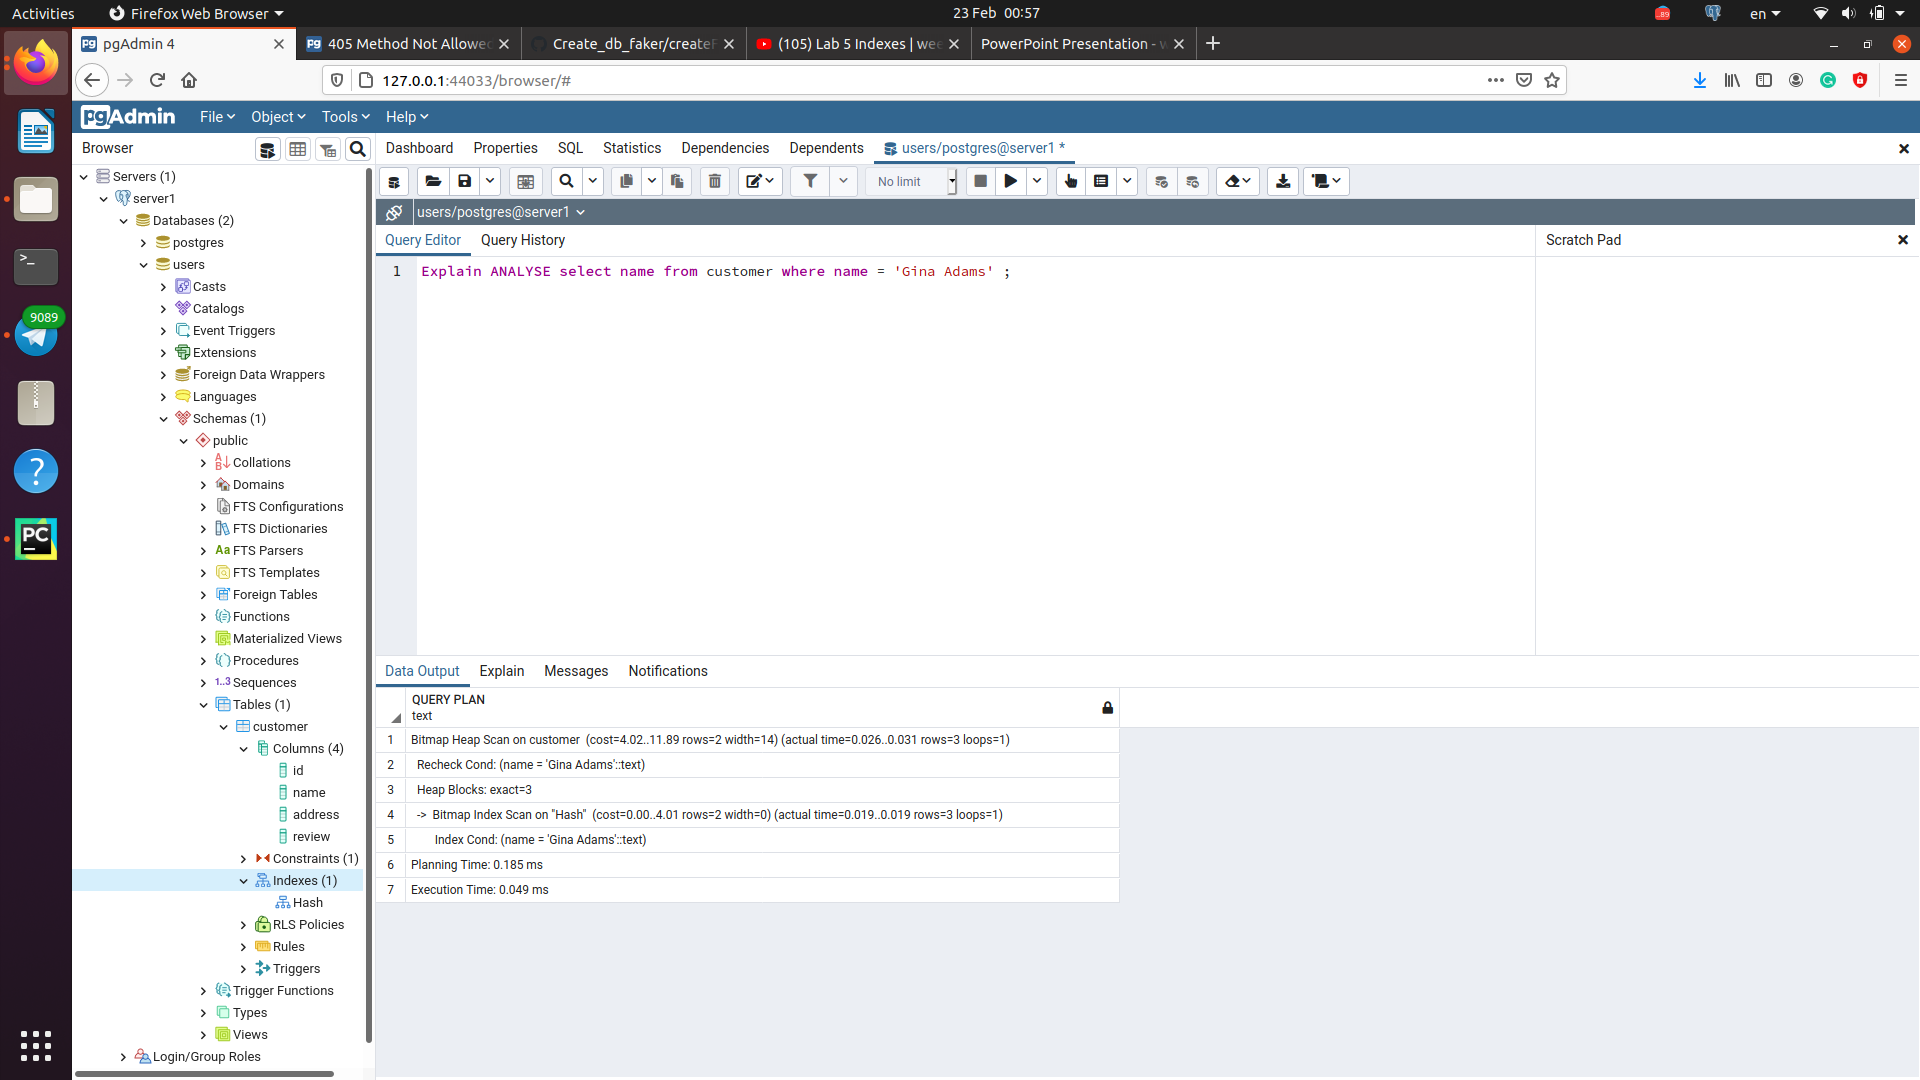 Activities
Firefox Web Browser
23 Feb 00:57
.89
en
pgAdmin 4
405 Method Not Allowed
Create_db_faker/createF
(105) Lab 5 Indexes | wee
PowerPoint Presentation - w
127.0.0.1:44033/browser/#
pgAdmin
File
Object
Tools
Help
Browser
Dashboard
Properties
SQL
Statistics
Dependencies
Dependents
users/postgres@server1 *
No limit
users/postgres@server1
Query Editor
Query History
Scratch Pad
1 Explain ANALYSE select name from customer where name = 'Gina Adams' ;
Servers (1)
server1
Databases (2)
postgres
users
Casts
Catalogs
Event Triggers
Extensions
Foreign Data Wrappers
Languages
Schemas (1)
public
Collations
Domains
FTS Configurations
FTS Dictionaries
Aa FTS Parsers
FTS Templates
Foreign Tables
Functions
Materialized Views
Procedures
1..3 Sequences
Tables (1)
customer
Columns (4)
id
name
address
review
Constraints (1)
Indexes (1)
Hash
RLS Policies
Rules
Triggers
Trigger Functions
Types
Views
Login/Group Roles
9089
PC
Data Output
Explain
Messages
Notifications
QUERY PLAN
text
1 Bitmap Heap Scan on customer (cost=4.02..11.89 rows=2 width=14) (actual time=0.026..0.031 rows=3 loops=1)
2 Recheck Cond: (name = 'Gina Adams'::text)
3 Heap Blocks: exact=3
4 -> Bitmap Index Scan on "Hash" (cost=0.00..4.01 rows=2 width=0) (actual time=0.019..0.019 rows=3 loops=1)
5 Index Cond: (name = 'Gina Adams'::text)
6 Planning Time: 0.185 ms
7 Execution Time: 0.049 ms